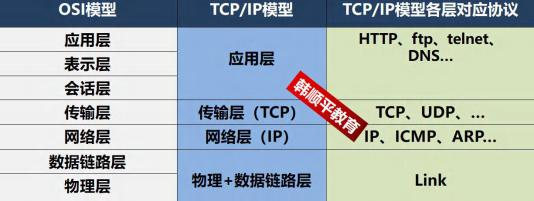 OSI模型 TCP/IP模型 TCP/IP模型各层对应协议
应用层 应用层 HTTP、ftp、telnet、
DNS...
表示层
会话层
传输层 传输层（TCP） TCP、UDP、...
网络层 网络层（IP） IP、ICMP、ARP...
数据链路层 物理+数据链路层 Link
物理层
韩顺平教育